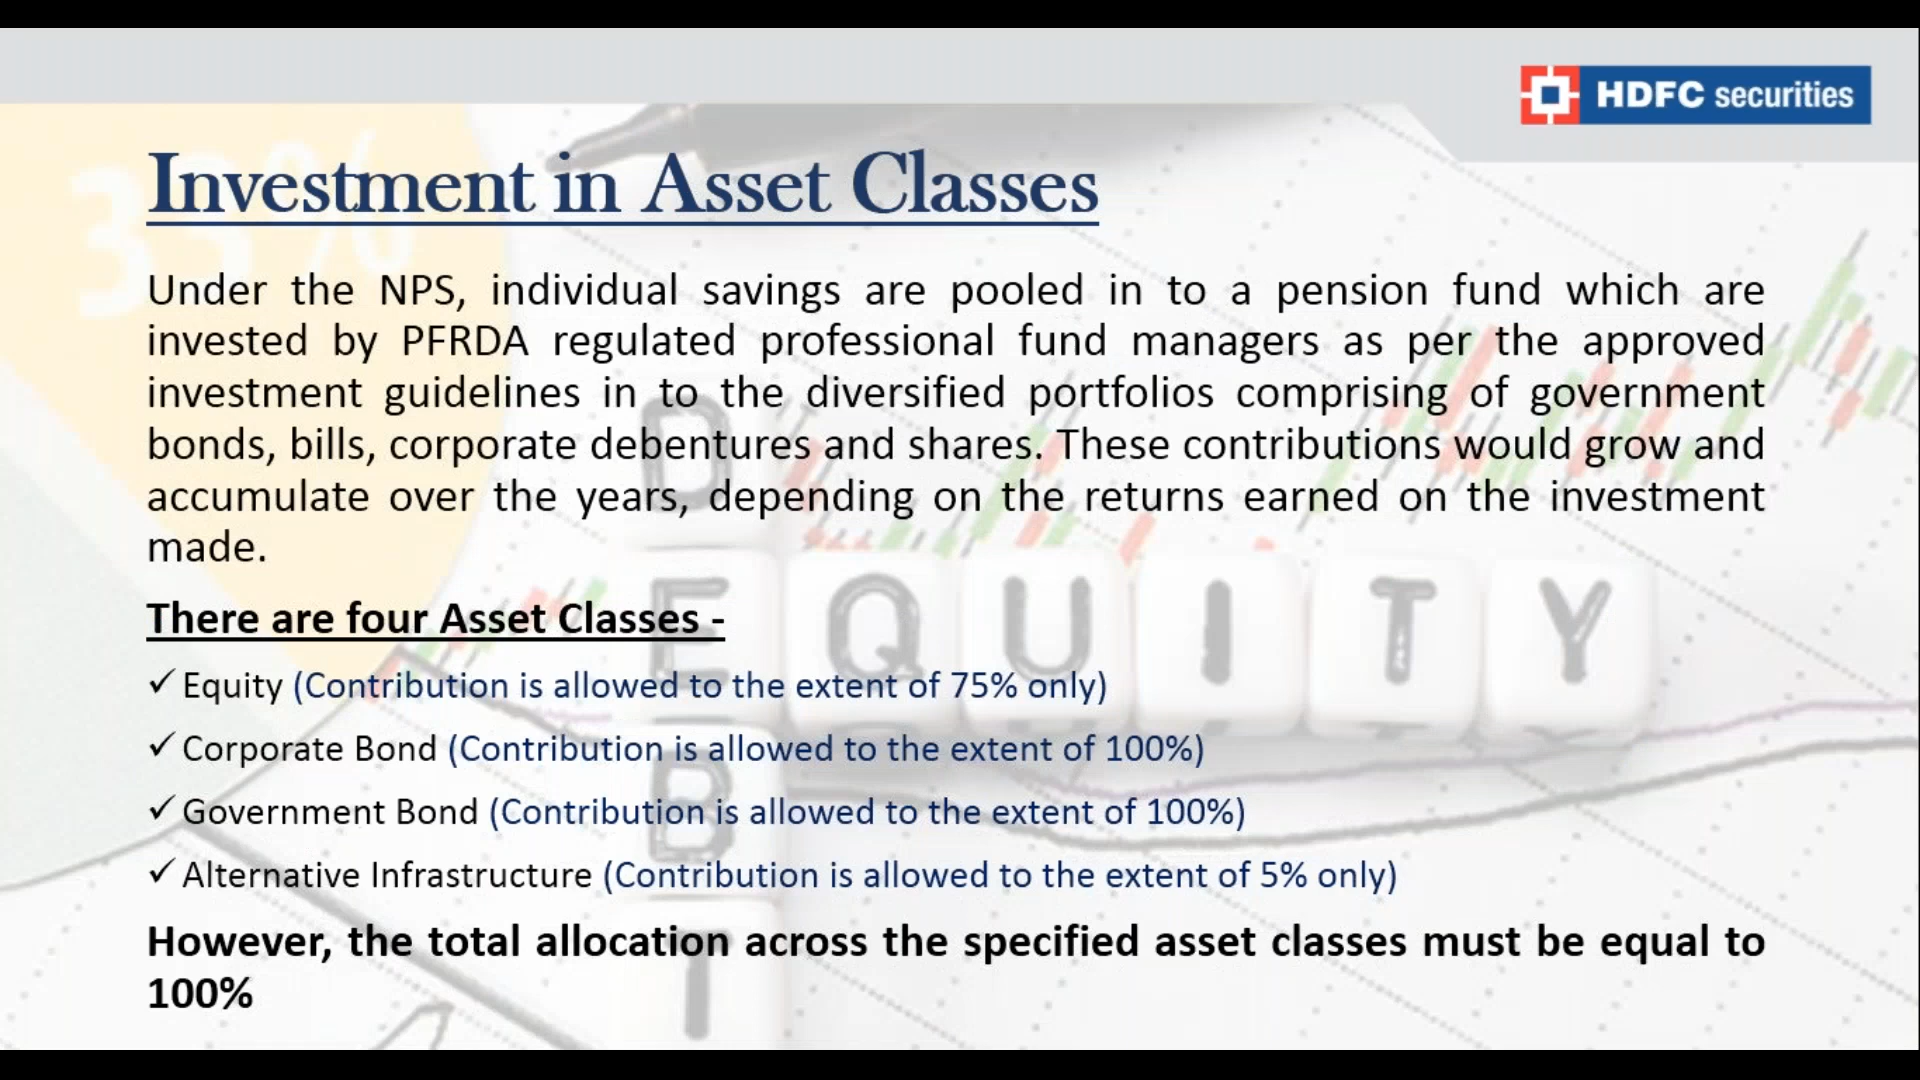 HDFC securities
33%
Investment in Asset Classes
Under the NPS, individual savings are pooled in to a pension fund which are
invested by PFRDA regulated professional fund managers as per the approved
investment guidelines in to the diversified portfolios comprising of government
bonds, bills, corporate debentures and shares. These contributions would grow and
accumulate over the years, depending on the returns earned on the investment
made.
There are four Asset Classes -
✓ Equity (Contribution is allowed to the extent of 75% only)
✓ Corporate Bond (Contribution is allowed to the extent of 100%)
✓ Government Bond (Contribution is allowed to the extent of 100%)
✓ Alternative Infrastructure (Contribution is allowed to the extent of 5% only)
However, the total allocation across the specified asset classes must be equal to
100%
DEBT
EQUITY